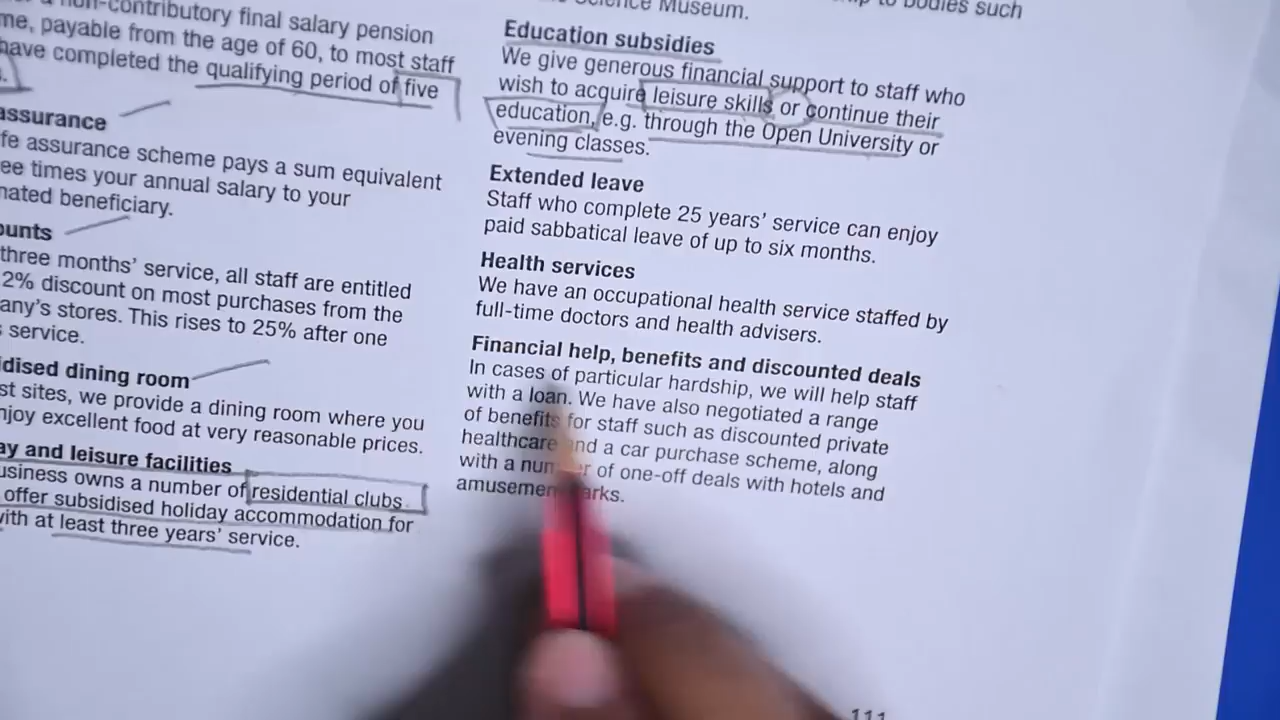 non-contributory final salary pension
me, payable from the age of 60, to most staff
have completed the qualifying period of five
assurance
fe assurance scheme pays a sum equivalent
ee times your annual salary to your
nated beneficiary.
ounts
three months' service, all staff are entitled
2% discount on most purchases from the
any's stores. This rises to 25% after one
service.
dised dining room
st sites, we provide a dining room where you
njoy excellent food at very reasonable prices.
ay and leisure facilities
usiness owns a number of residential clubs
offer subsidised holiday accommodation for
with at least three years' service.
to bodies such
Science Museum.
Education subsidies
We give generous financial support to staff who
wish to acquire leisure skills or continue their
education, e.g. through the Open University or
evening classes.
Extended leave
Staff who complete 25 years' service can enjoy
paid sabbatical leave of up to six months.
Health services
We have an occupational health service staffed by
full-time doctors and health advisers.
Financial help, benefits and discounted deals
In cases of particular hardship, we will help staff
with a loan. We have also negotiated a range
of benefits for staff such as discounted private
healthcare and a car purchase scheme, along
with a of one-off deals with hotels and
111